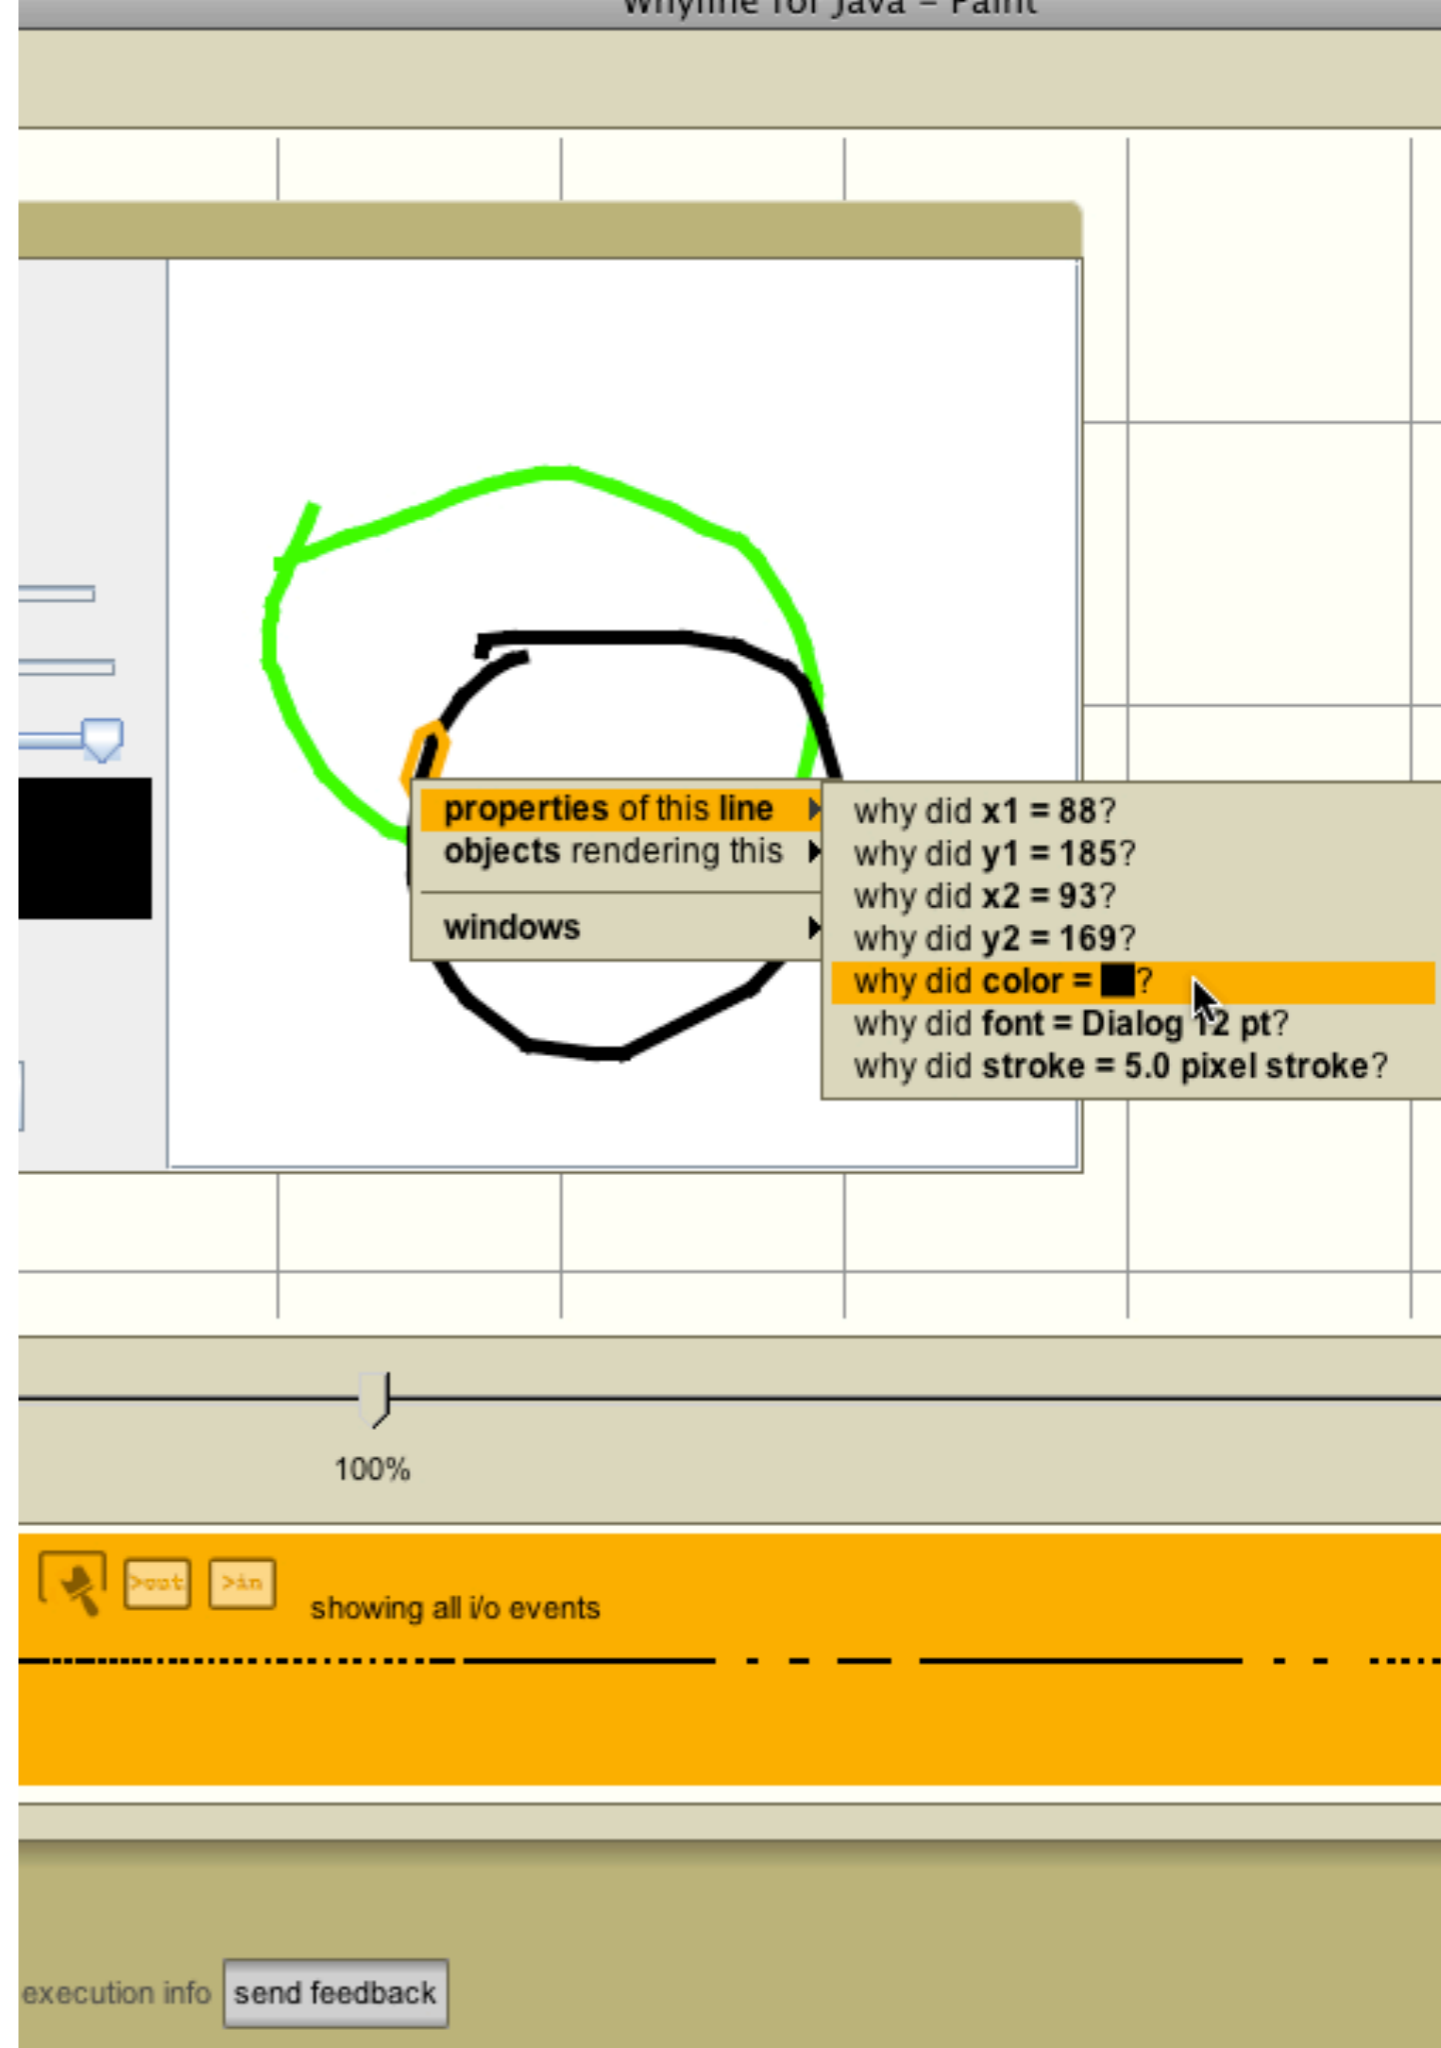 Whyline for Java – Paint
properties of this line
objects rendering this
windows
why did x1 = 88?
why did y1 = 185?
why did x2 = 93?
why did y2 = 169?
why did color = ?
why did font = Dialog 12 pt?
why did stroke = 5.0 pixel stroke?
100%
>out
>in
showing all i/o events
execution info
send feedback